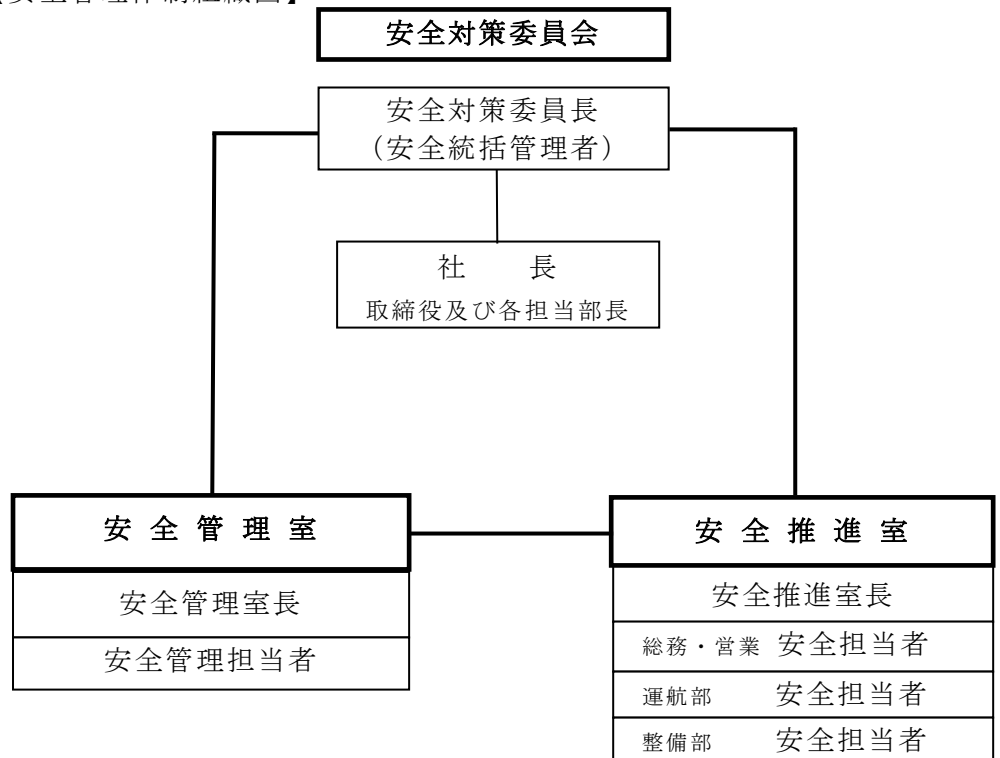 安全対策委員会
安全対策委員長
（安全統括管理者）
社　　長
取締役及び各担当部長
安 全 管 理 室
安全管理室長
安全管理担当者
安 全 推 進 室
安全推進室長
総務・営業 安全担当者
運航部 安全担当者
整備部 安全担当者